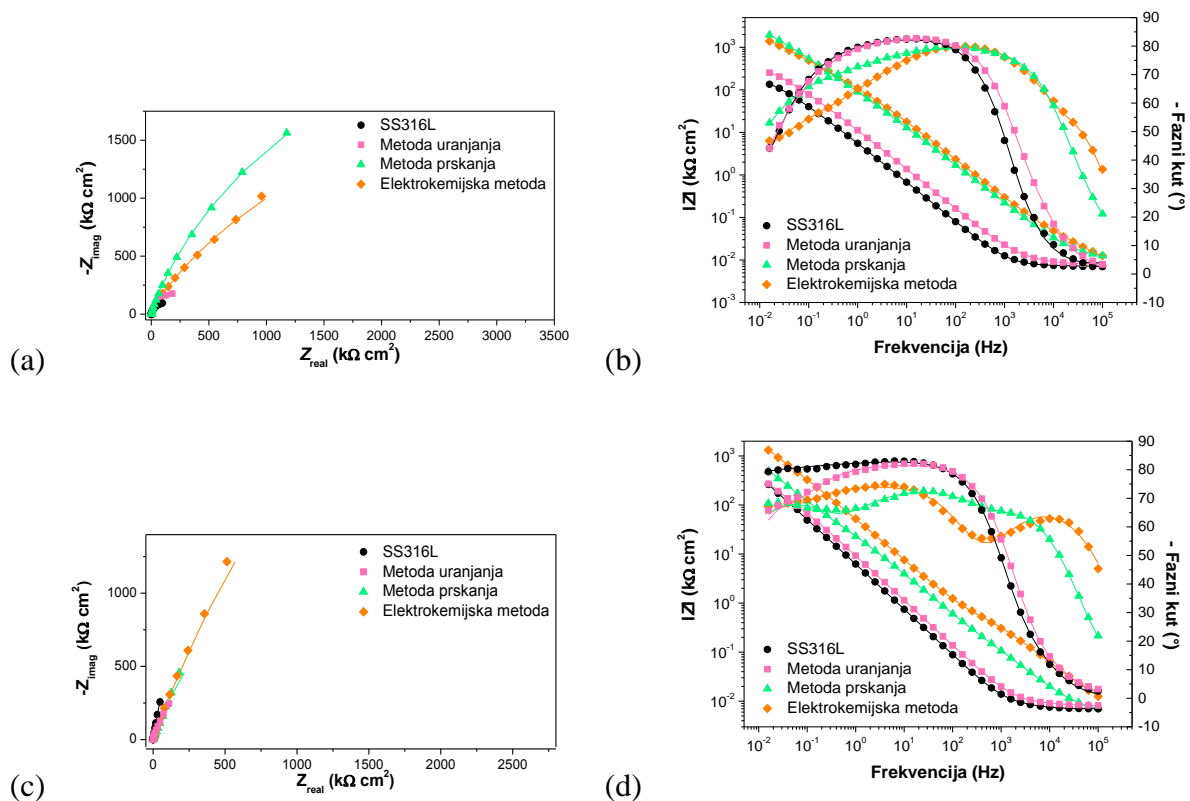 (a)
-Zimag (kΩ cm²)
1500
1000
500
0
0 500 1000 1500 2000 2500 3000 3500
Zreal (kΩ cm²)
SS316L
Metoda uranjanja
Metoda prskanja
Elektrokemijska metoda
(b)
|Z| (kΩ cm²)
10³
10²
10¹
10⁰
10⁻¹
10⁻²
10⁻³
10⁻² 10⁻¹ 10⁰ 10¹ 10² 10³ 10⁴ 10⁵
Frekvencija (Hz)
90
80
70
60
50
40
30
20
10
0
-10
- Fazni kut (°)
SS316L
Metoda uranjanja
Metoda prskanja
Elektrokemijska metoda
(c)
-Zimag (kΩ cm²)
1000
500
0
0 500 1000 1500 2000 2500
Zreal (kΩ cm²)
SS316L
Metoda uranjanja
Metoda prskanja
Elektrokemijska metoda
(d)
|Z| (kΩ cm²)
10³
10²
10¹
10⁰
10⁻¹
10⁻²
10⁻² 10⁻¹ 10⁰ 10¹ 10² 10³ 10⁴ 10⁵
Frekvencija (Hz)
90
80
70
60
50
40
30
20
10
0
-10
- Fazni kut (°)
SS316L
Metoda uranjanja
Metoda prskanja
Elektrokemijska metoda